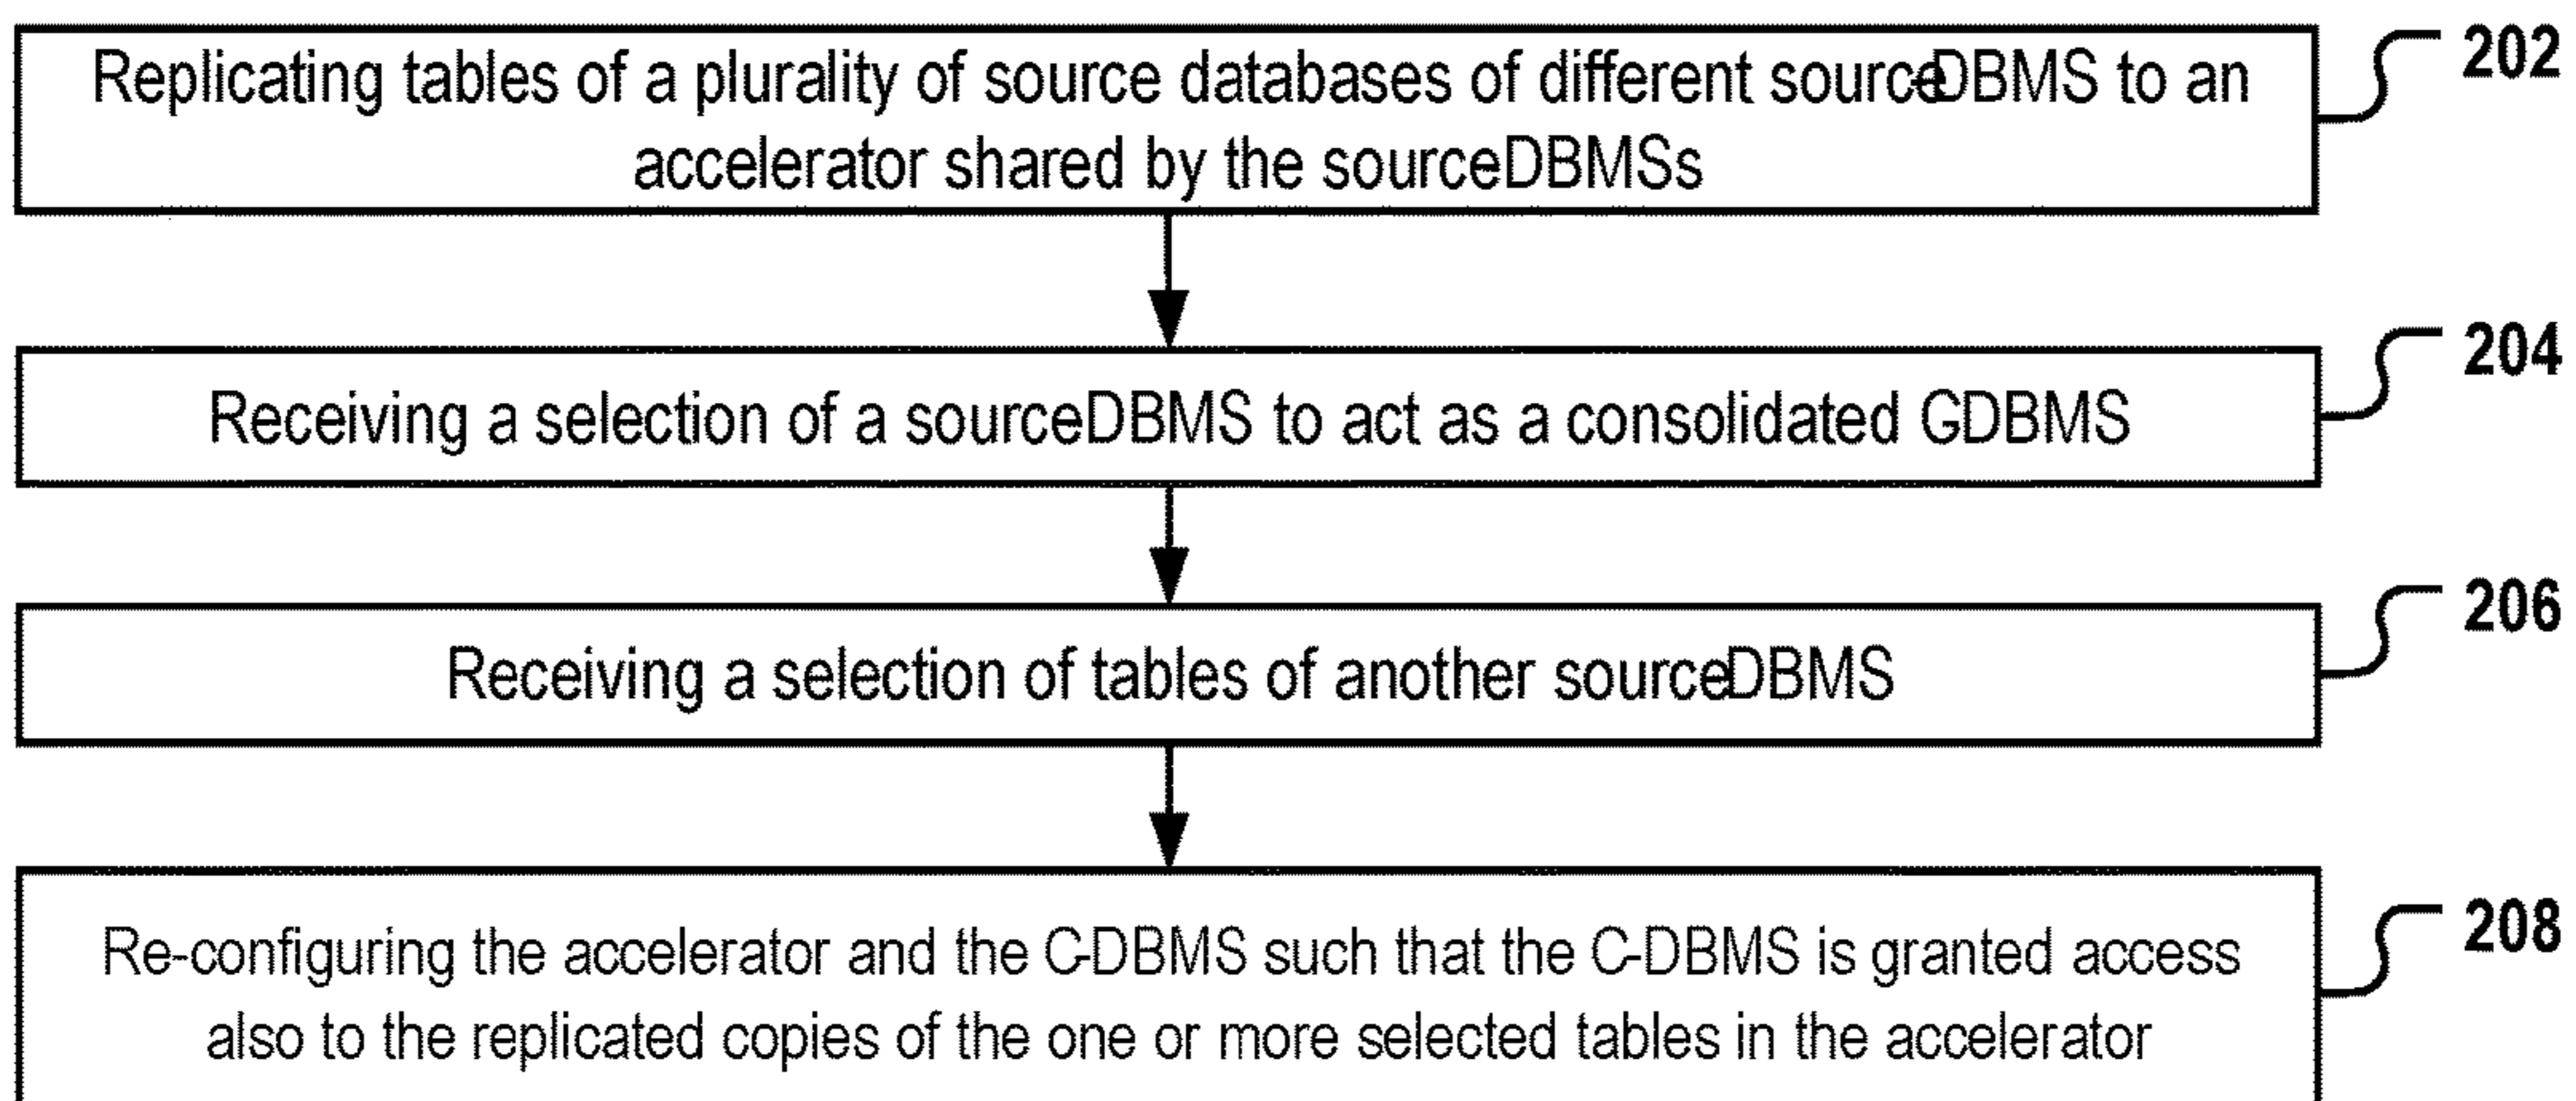 Replicating tables of a plurality of source databases of different sourceDBMS to an
accelerator shared by the sourceDBMSs
202
Receiving a selection of a sourceDBMS to act as a consolidated GDBMS
204
Receiving a selection of tables of another sourceDBMS
206
Re-configuring the accelerator and the C-DBMS such that the C-DBMS is granted access
also to the replicated copies of the one or more selected tables in the accelerator
208